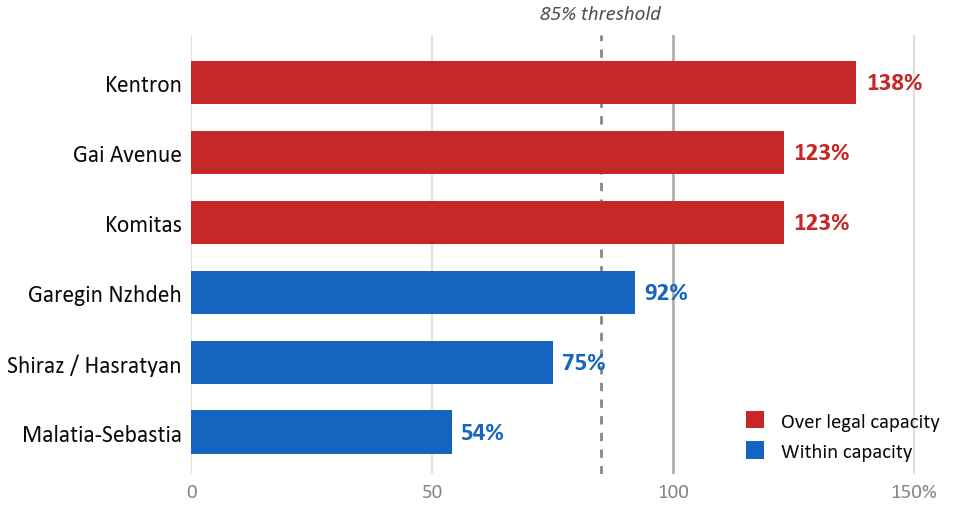 85% threshold
Kentron 138%
Gai Avenue 123%
Komitas 123%
Garegin Nzhdeh 92%
Shiraz / Hasratyan 75%
Malatia-Sebastia 54%
Over legal capacity
Within capacity
0 50 100 150%